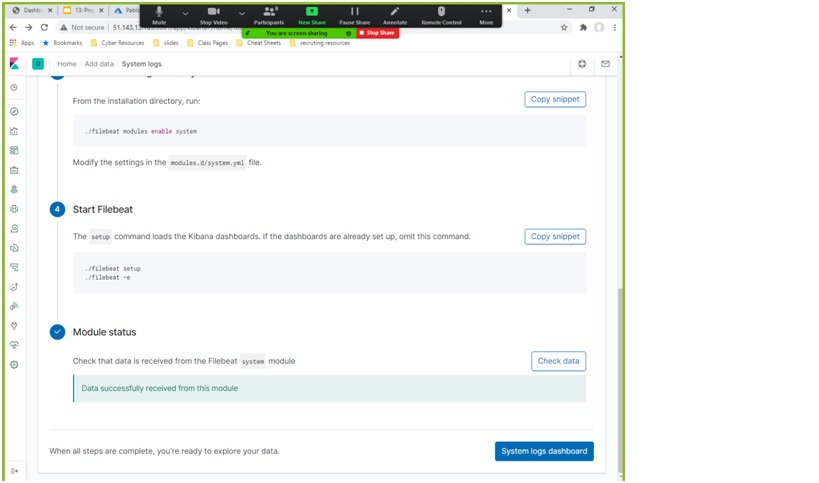 Dashb
13: Proj
Pablo
Mute
Stop Video
Participants
New Share
Pause Share
Annotate
Remote Control
More
Not secure
You are screen sharing
Stop Share
Apps
Bookmarks
Cyber Resources
slides
Class Pages
Cheat Sheets
recruting resources
D
Home / Add data / System logs
From the installation directory, run:
Copy snippet
./filebeat modules enable system
Modify the settings in the modules.d/system.yml file.
4
Start Filebeat
The setup command loads the Kibana dashboards. If the dashboards are already set up, omit this command.
Copy snippet
./filebeat setup
./filebeat -e
Module status
Check that data is received from the Filebeat system module
Check data
Data successfully received from this module
When all steps are complete, you're ready to explore your data.
System logs dashboard